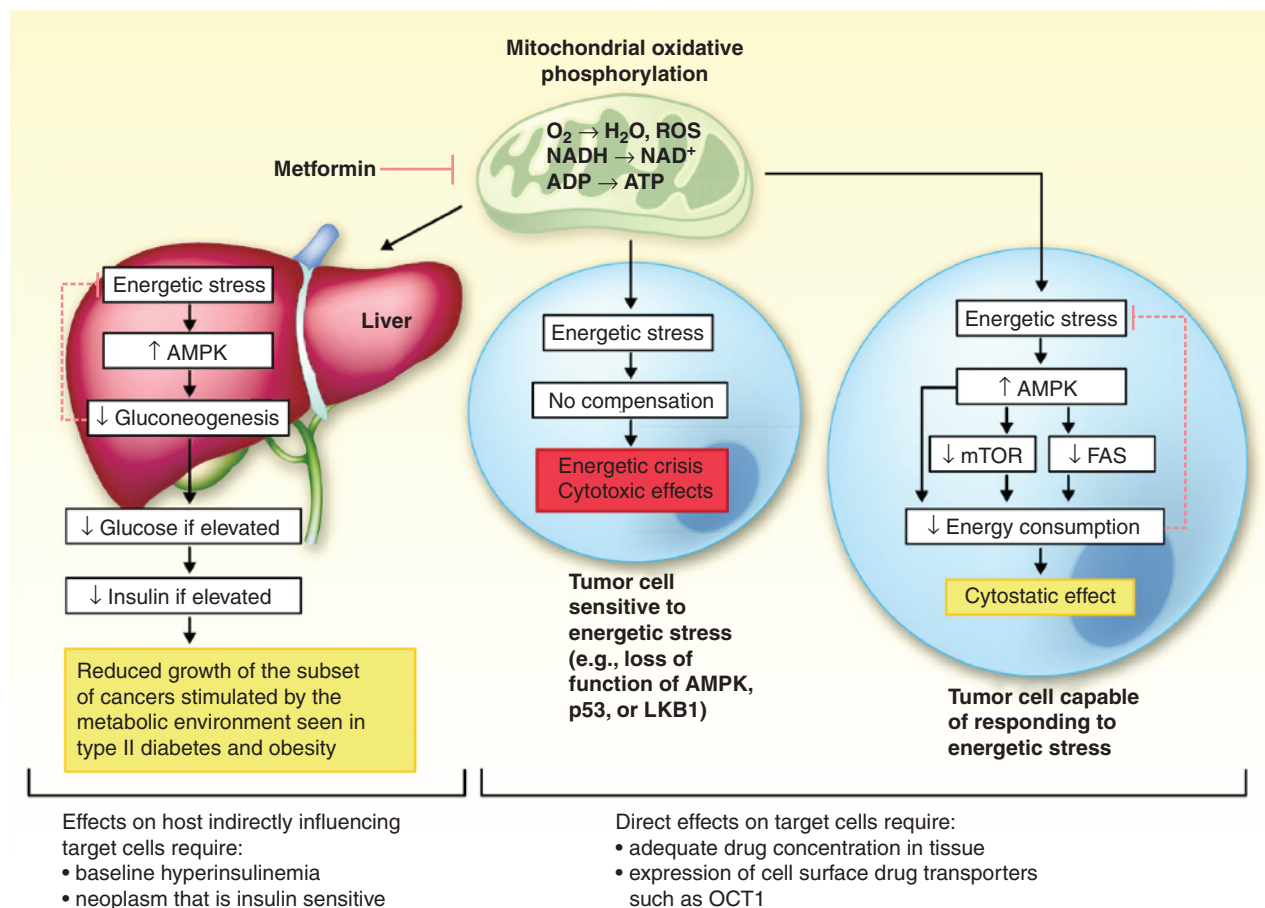 Mitochondrial oxidative
phosphorylation
O₂ → H₂O, ROS
NADH → NAD⁺
ADP → ATP
Metformin
Energetic stress
↑ AMPK
↓ Gluconeogenesis
Liver
↓ Glucose if elevated
↓ Insulin if elevated
Reduced growth of the subset
of cancers stimulated by the
metabolic environment seen in
type II diabetes and obesity
Energetic stress
No compensation
Energetic crisis
Cytotoxic effects
Tumor cell
sensitive to
energetic stress
(e.g., loss of
function of AMPK,
p53, or LKB1)
Energetic stress
↑ AMPK
↓ mTOR
↓ FAS
↓ Energy consumption
Cytostatic effect
Tumor cell capable
of responding to
energetic stress
Effects on host indirectly influencing
target cells require:
• baseline hyperinsulinemia
• neoplasm that is insulin sensitive
Direct effects on target cells require:
• adequate drug concentration in tissue
• expression of cell surface drug transporters
such as OCT1